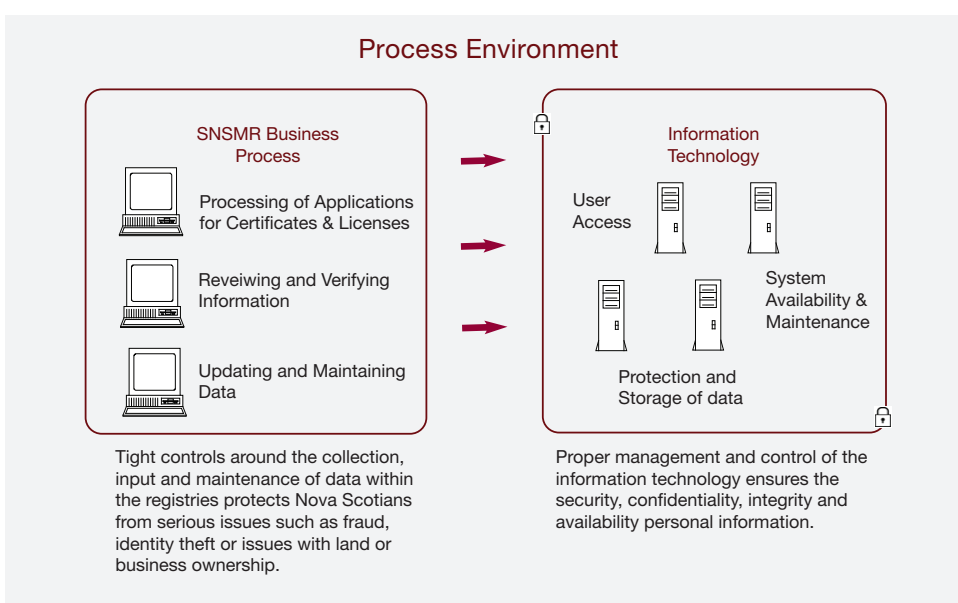 Process Environment
SNSMR Business
Process
Processing of Applications
for Certificates & Licenses
Reveiwing and Verifying
Information
Updating and Maintaining
Data
Tight controls around the collection,
input and maintenance of data within
the registries protects Nova Scotians
from serious issues such as fraud,
identity theft or issues with land or
business ownership.
Information
Technology
User
Access
System
Availability &
Maintenance
Protection and
Storage of data
Proper management and control of the
information technology ensures the
security, confidentiality, integrity and
availability personal information.